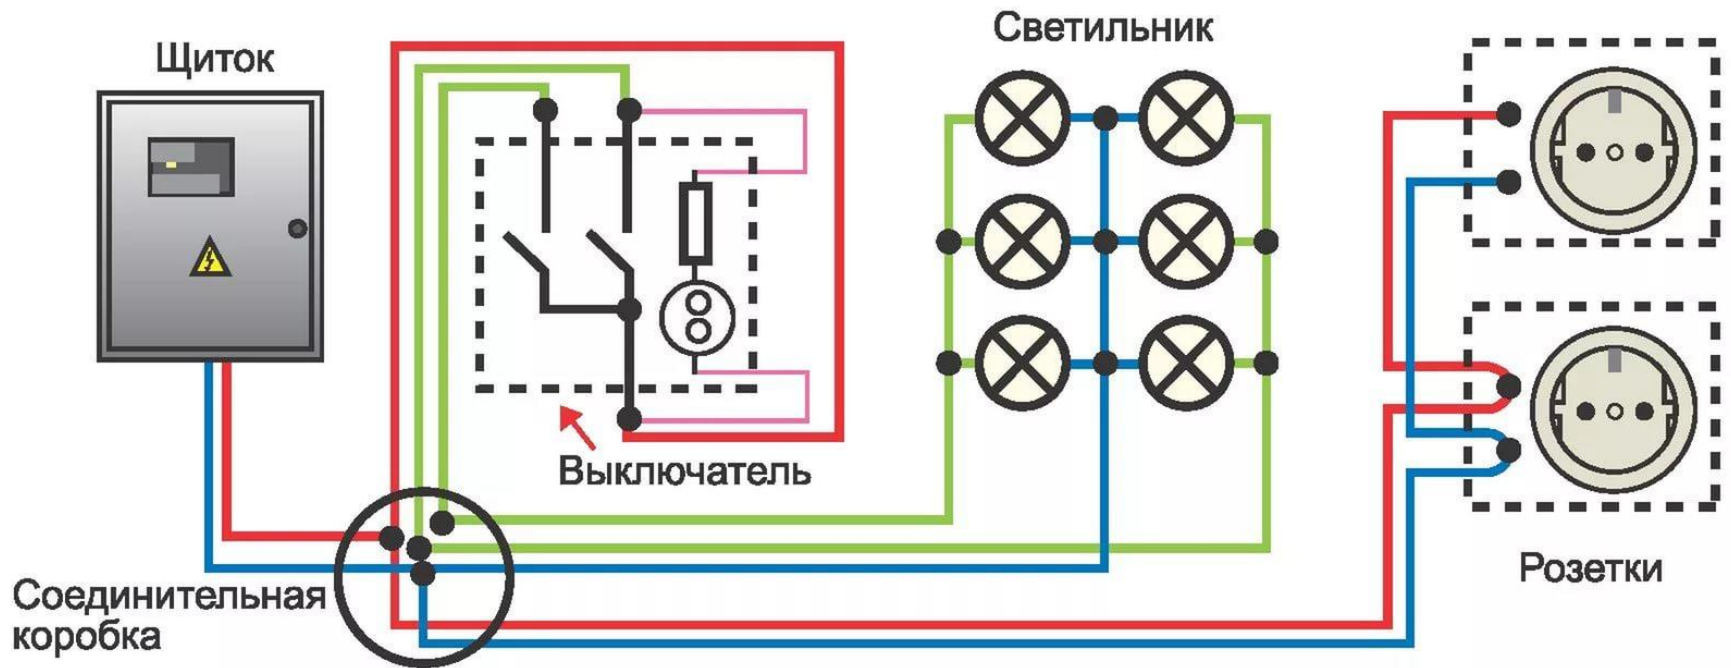 Щиток
Светильник
Выключатель
Соединительная
коробка
Розетки